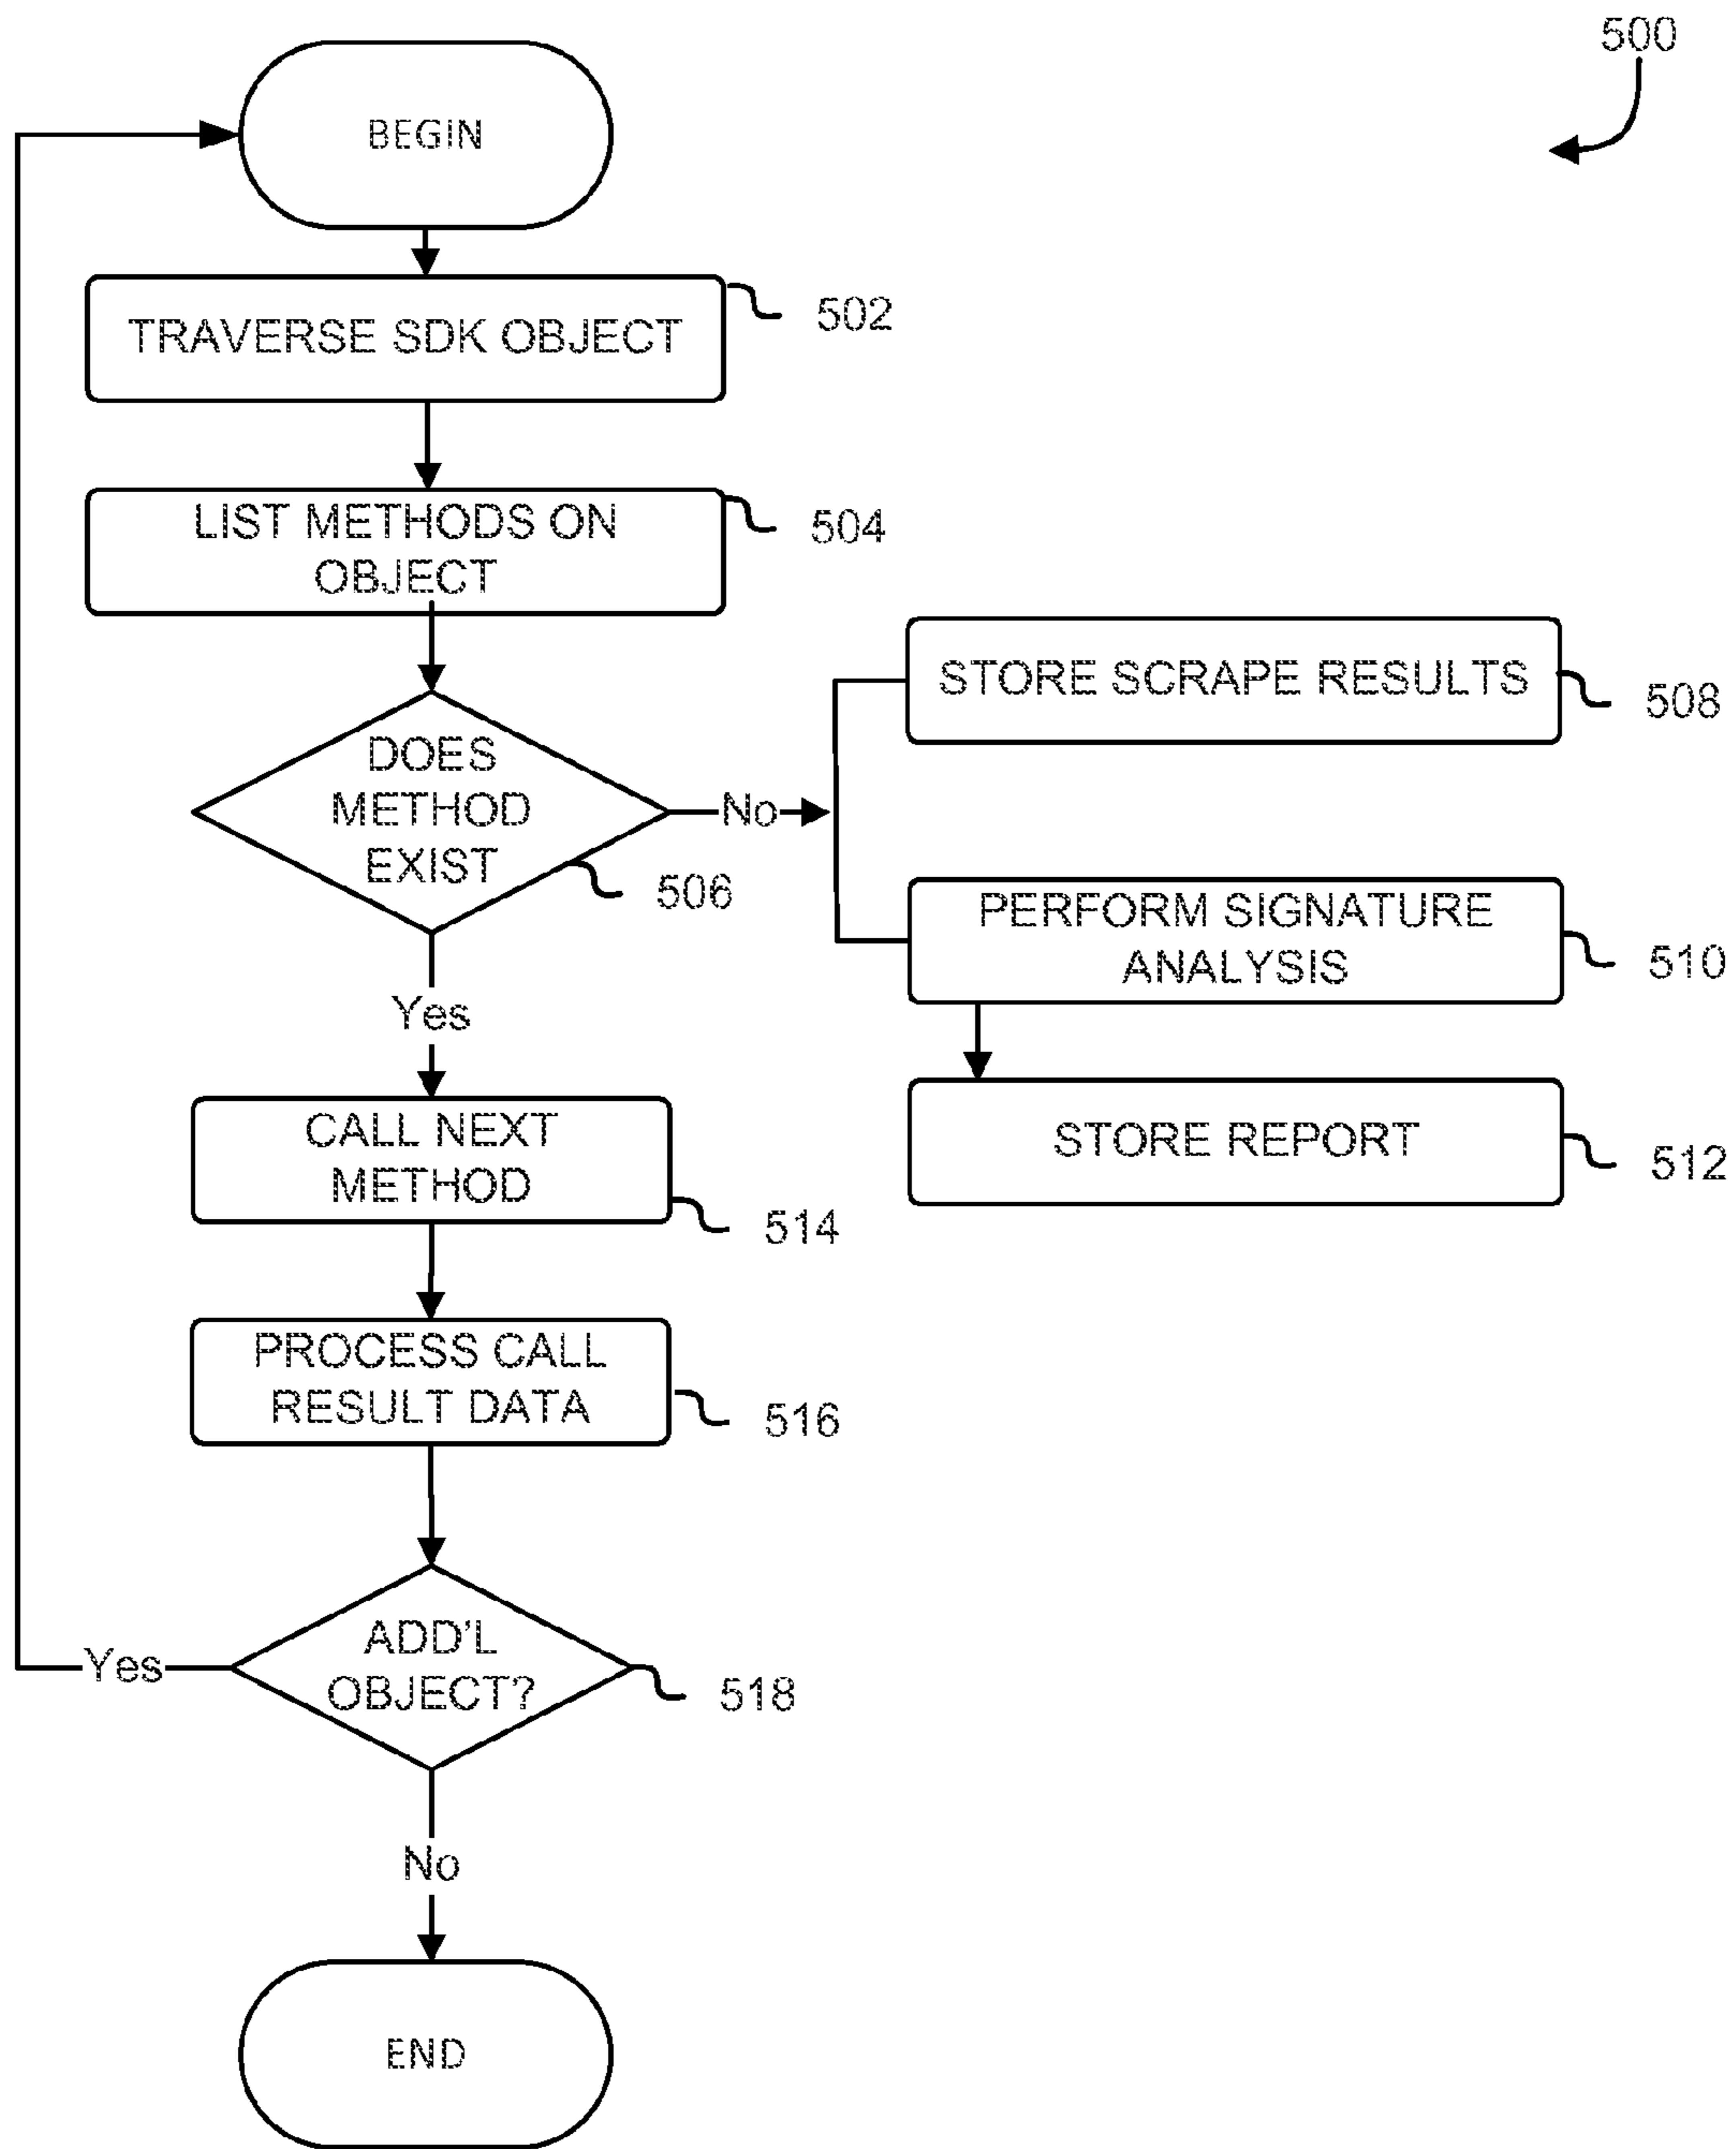 500
BEGIN
TRAVERSE SDK OBJECT
502
LIST METHODS ON
OBJECT
504
DOES
METHOD
EXIST
506
No
STORE SCRAPE RESULTS
508
PERFORM SIGNATURE
ANALYSIS
510
STORE REPORT
512
Yes
CALL NEXT
METHOD
514
PROCESS CALL
RESULT DATA
516
ADD'L
OBJECT?
518
Yes
No
END